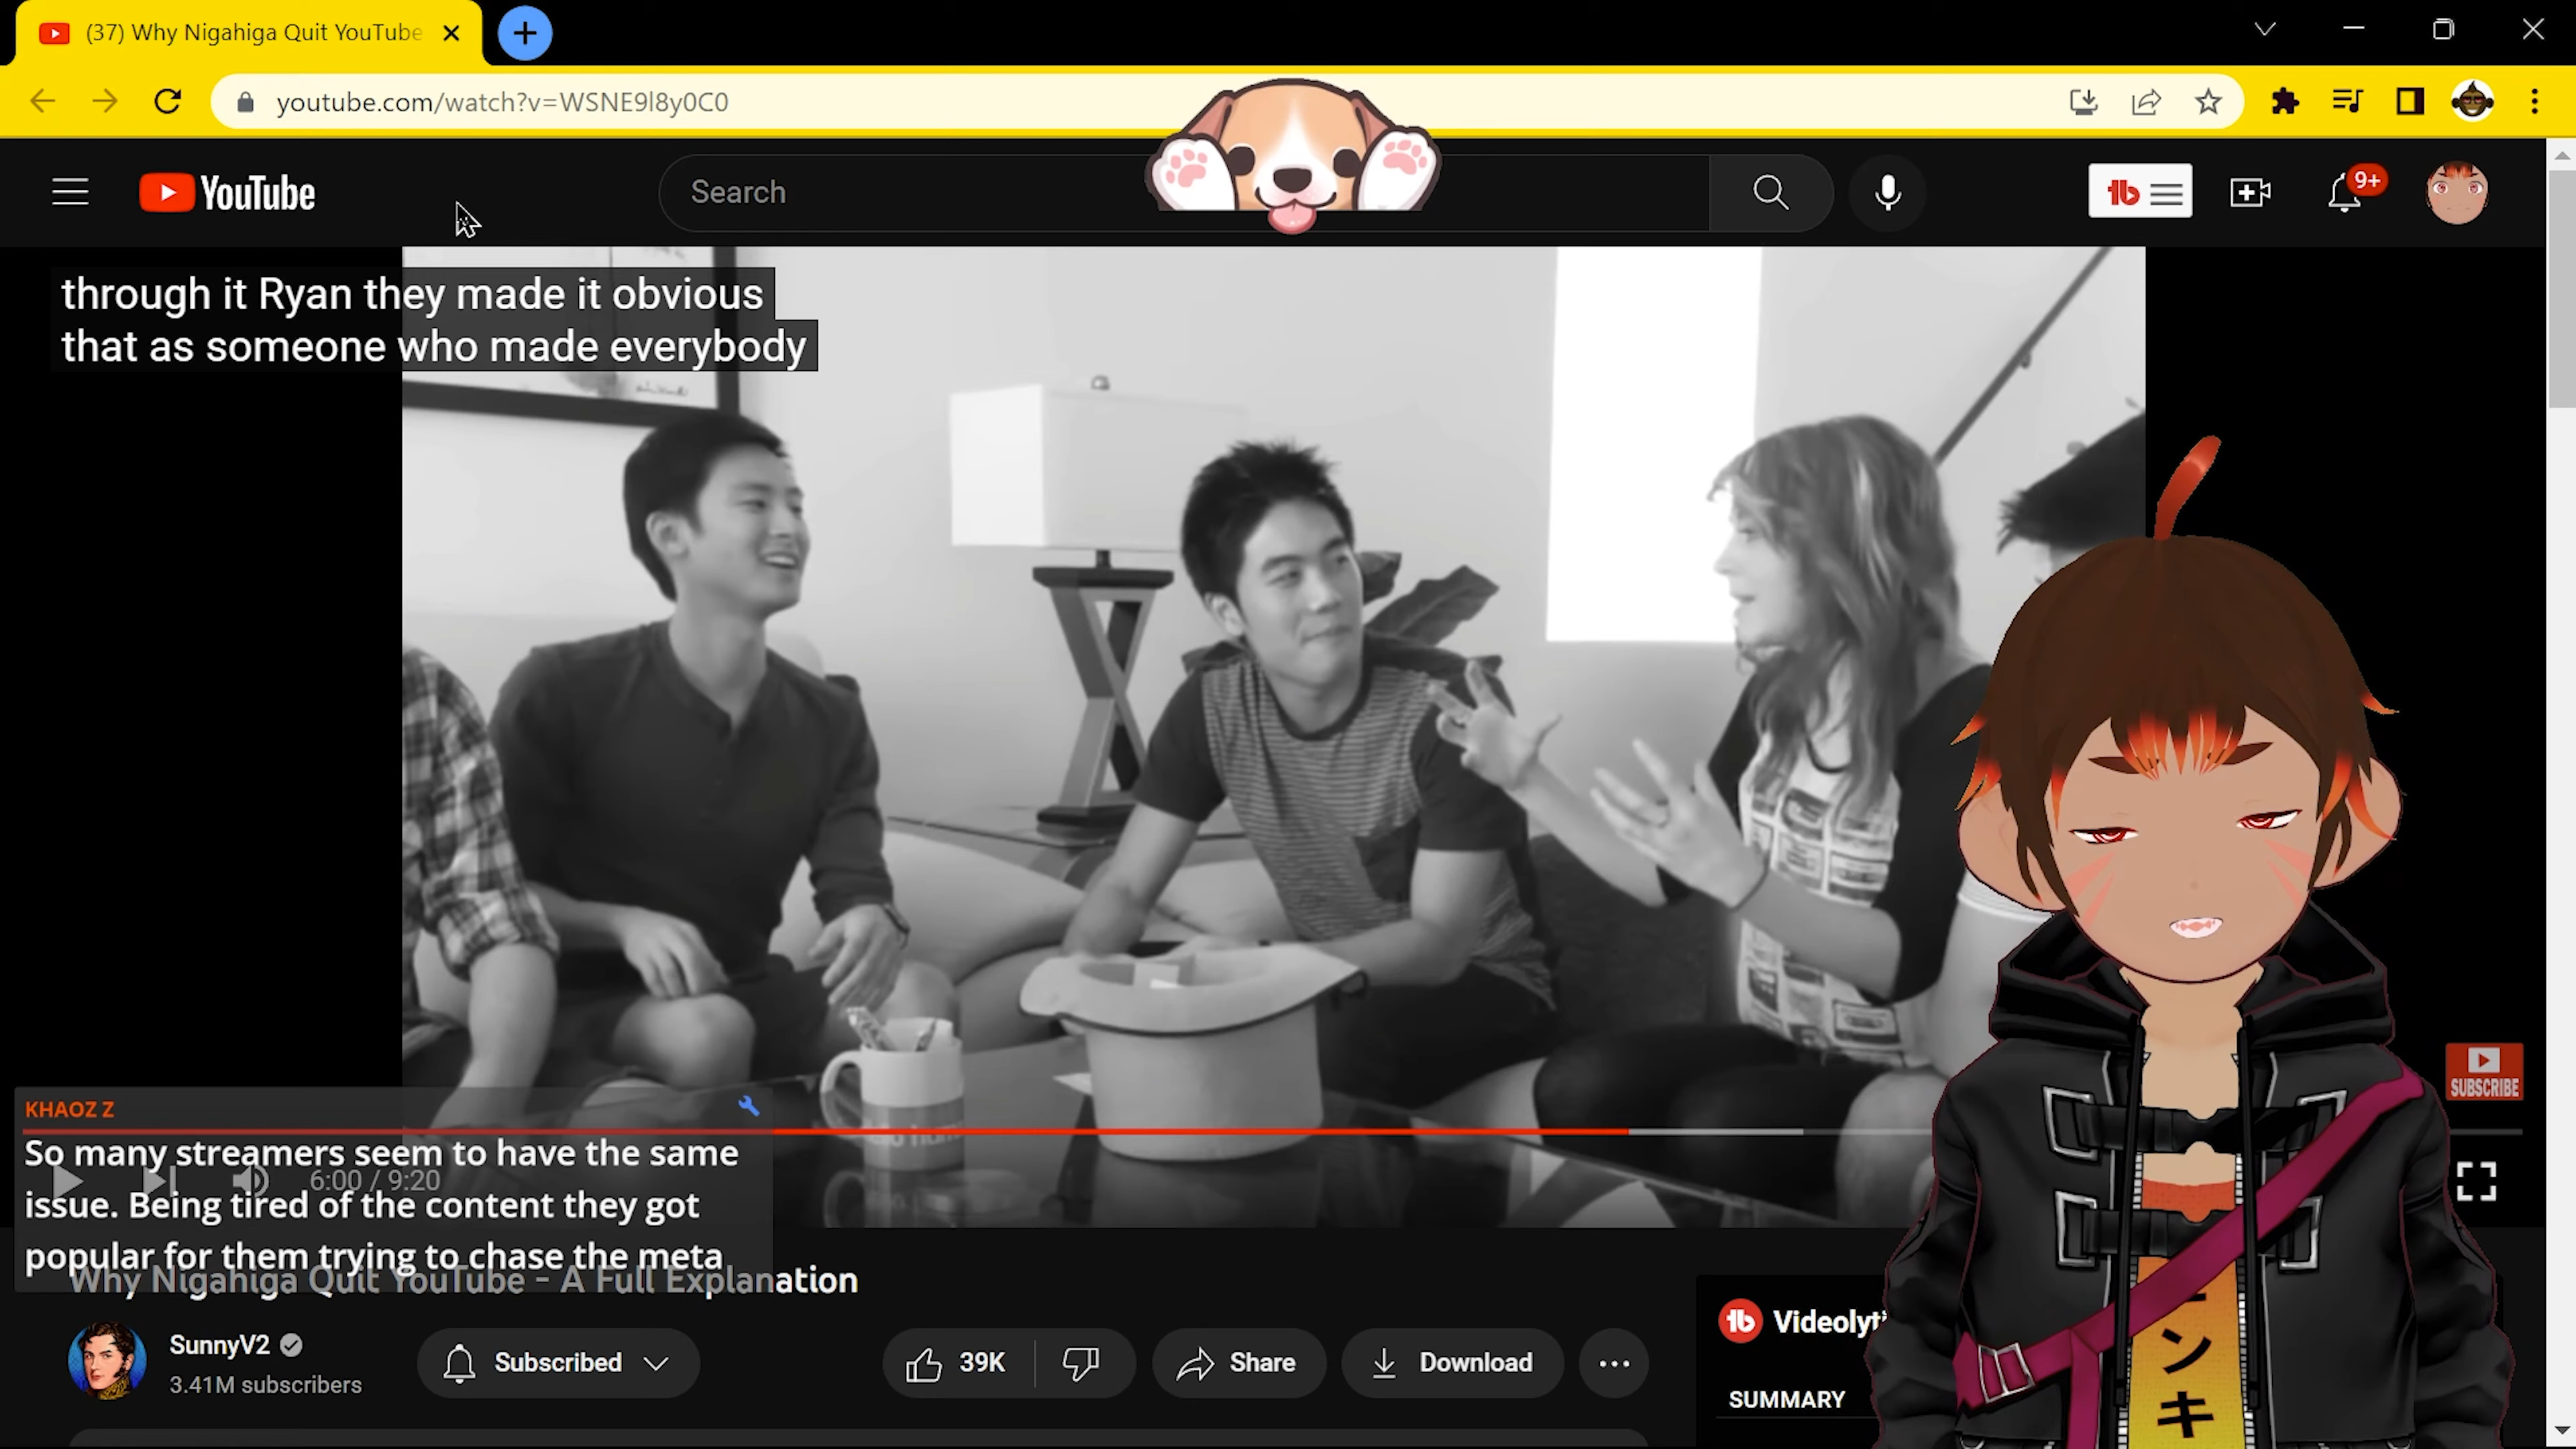 (37) Why Nigahiga Quit YouTube
youtube.com/watch?v=WSNE9l8y0C0
YouTube
Search
9+
through it Ryan they made it obvious
that as someone who made everybody
KHAOZ Z
So many streamers seem to have the same
issue. Being tired of the content they got
popular for them trying to chase the meta
6:00 / 9:20
SUBSCRIBE
Why Nigahiga Quit YouTube - A Full Explanation
SunnyV2
3.41M subscribers
Subscribed
39K
Share
Download
Videolyti
SUMMARY
ンキ